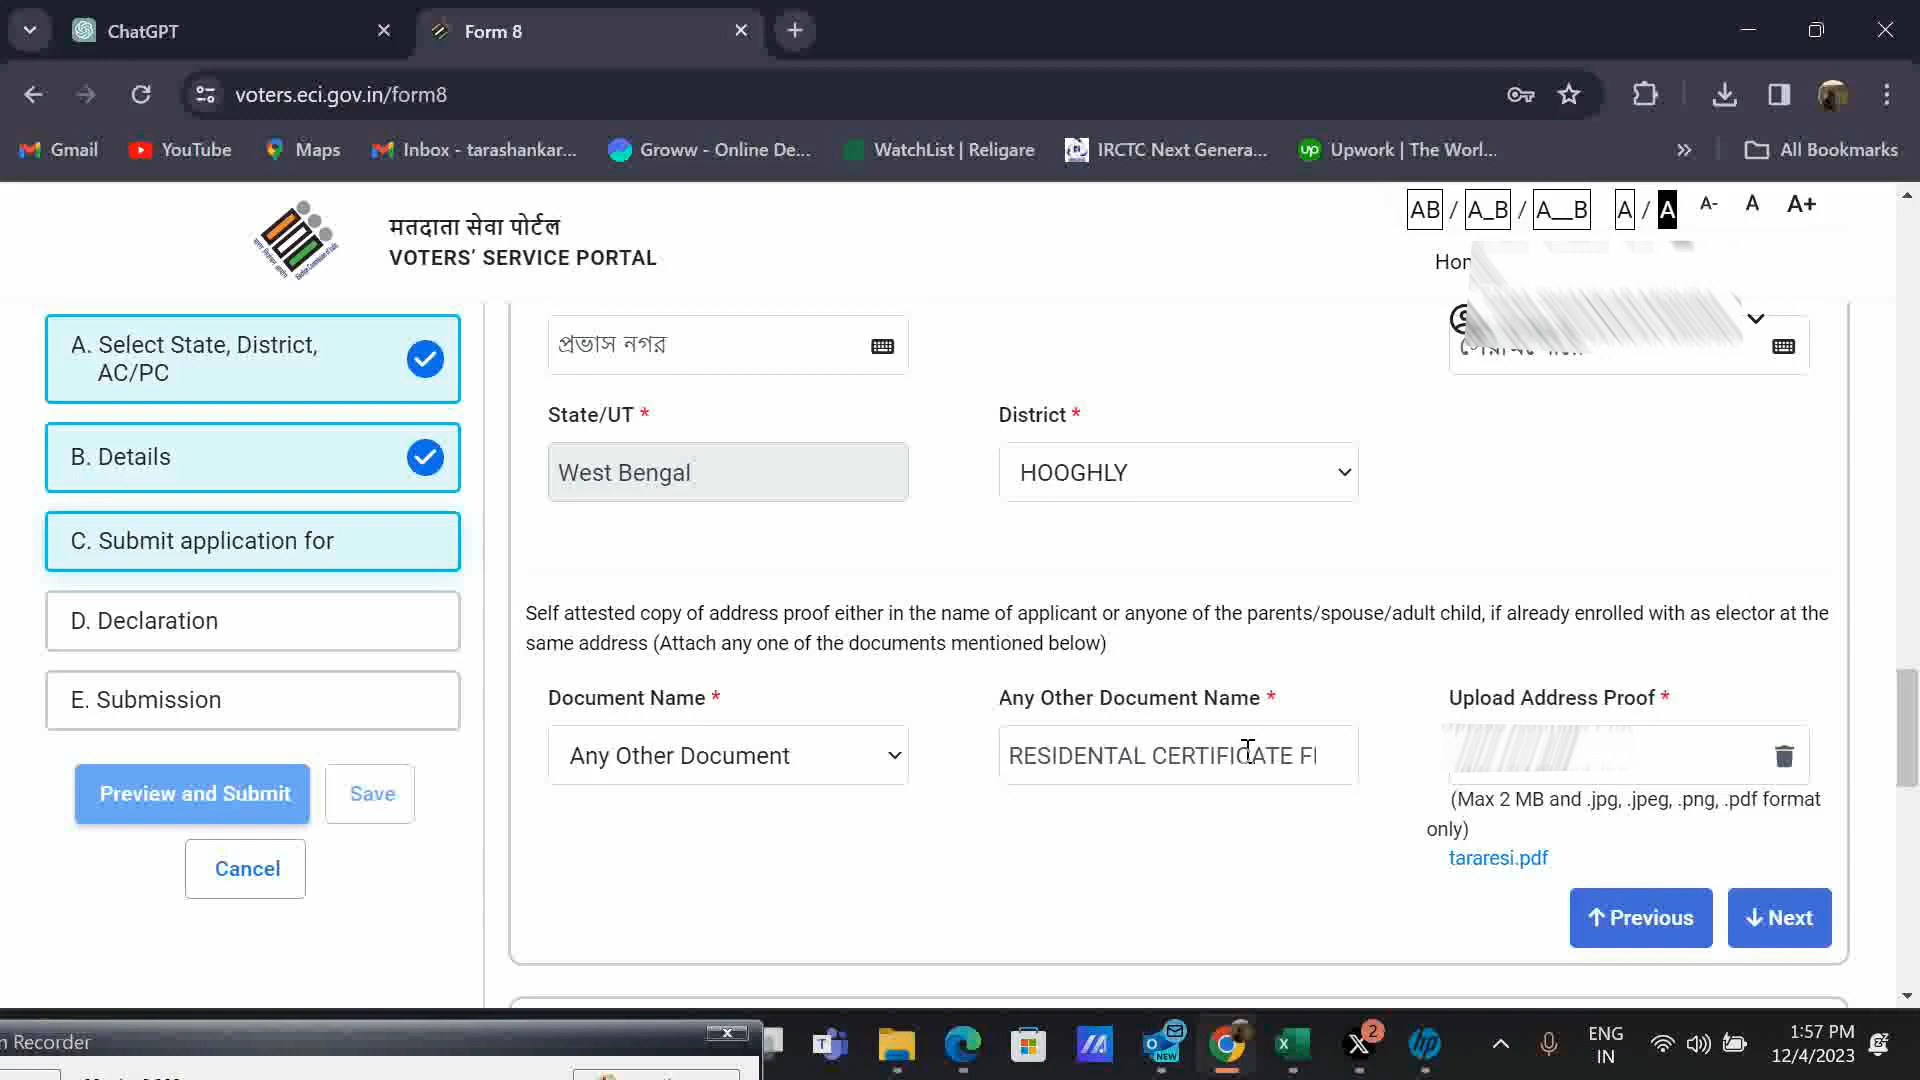 ChatGPT
Form 8
voters.eci.gov.in/form8
Gmail
YouTube
Maps
Inbox - tarashankar...
Groww - Online De...
WatchList | Religare
IRCTC Next Genera...
up
Upwork | The Worl...
All Bookmarks
मतदाता सेवा पोर्टल
VOTERS’ SERVICE PORTAL
AB / A_B / A__B A / A A- A A+
Hor
A. Select State, District,
AC/PC
B. Details
C. Submit application for
D. Declaration
E. Submission
Preview and Submit
Save
Cancel
প্রভাস নগর
State/UT *
West Bengal
District *
HOOGHLY
Self attested copy of address proof either in the name of applicant or anyone of the parents/spouse/adult child, if already enrolled with as elector at the
same address (Attach any one of the documents mentioned below)
Document Name *
Any Other Document
Any Other Document Name *
RESIDENTAL CERTIFICATE FI
Upload Address Proof *
(Max 2 MB and .jpg, .jpeg, .png, .pdf format
only)
tararesi.pdf
Previous
Next
n Recorder
NEW
2
ENG
IN
1:57 PM
12/4/2023